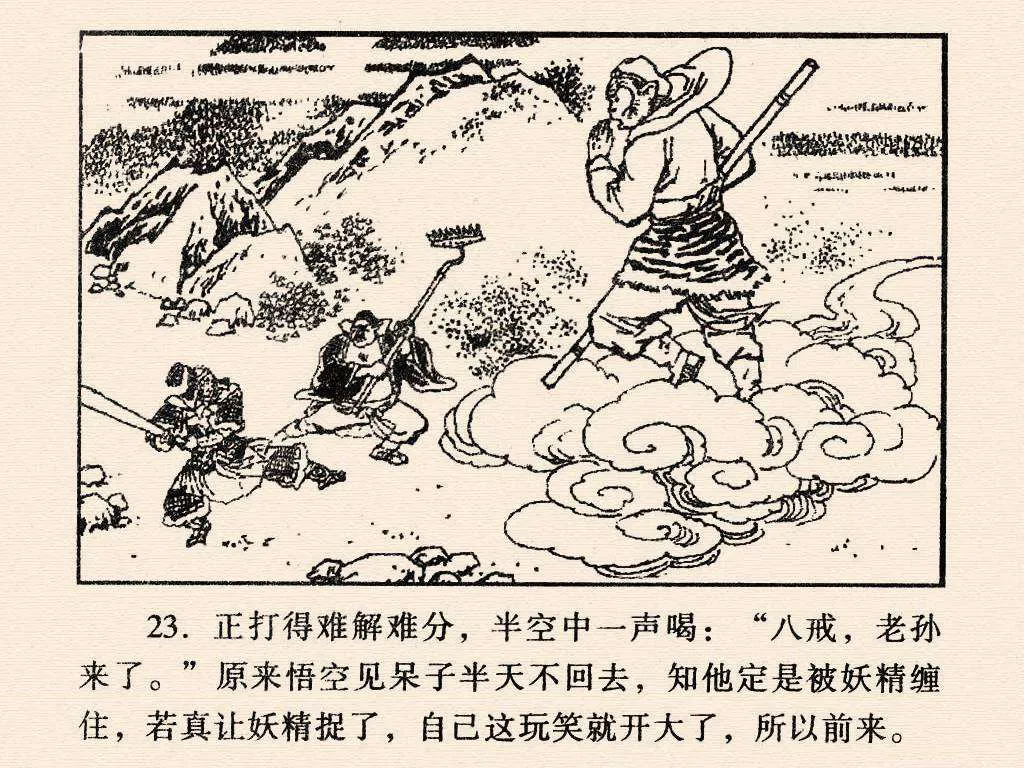 23. 正打得难解难分，半空中一声喝：“八戒，老孙
来了。”原来悟空见呆子半天不回去，知他定是被妖精缠
住，若真让妖精捉了，自己这玩笑就开大了，所以前来。